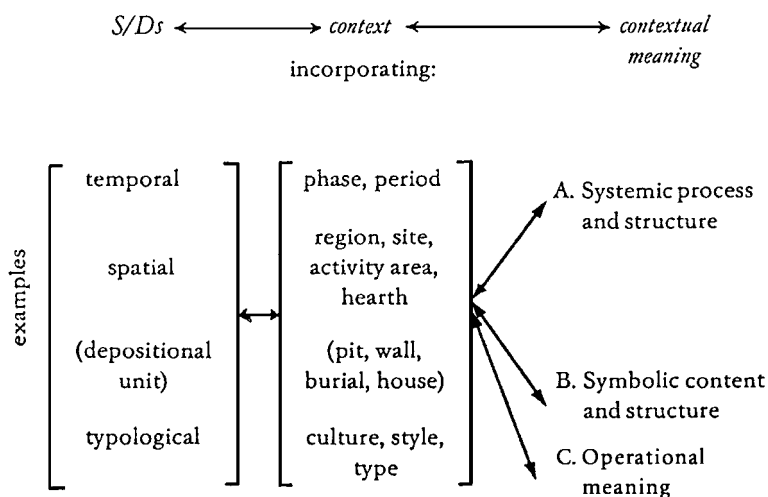 S/Ds context contextual
meaning
incorporating:
examples
temporal phase, period
spatial region, site,
activity area,
hearth
(depositional (pit, wall,
unit) burial, house)
typological culture, style,
type
A. Systemic process
and structure
B. Symbolic content
and structure
C. Operational
meaning